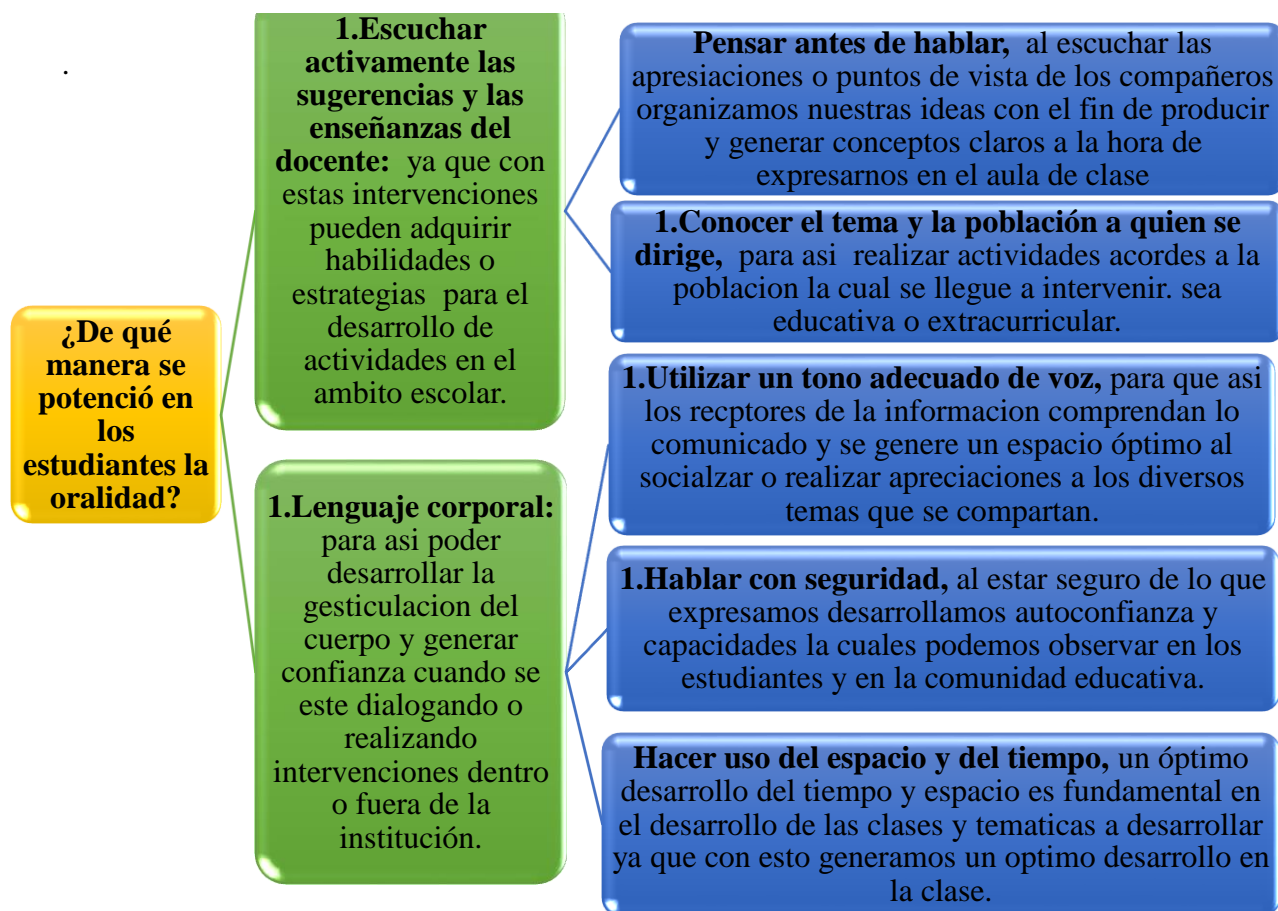 .
¿De qué
manera se
potenció en
los
estudiantes la
oralidad?
1.Escuchar
activamente las
sugerencias y las
enseñanzas del
docente: ya que con
estas intervenciones
pueden adquirir
habilidades o
estrategias para el
desarrollo de
actividades en el
ambito escolar.
Pensar antes de hablar, al escuchar las
apresiaciones o puntos de vista de los compañeros
organizamos nuestras ideas con el fin de producir
y generar conceptos claros a la hora de
expresarnos en el aula de clase
1.Conocer el tema y la población a quien se
dirige, para asi realizar actividades acordes a la
poblacion la cual se llegue a intervenir. sea
educativa o extracurricular.
1.Lenguaje corporal:
para asi poder
desarrollar la
gesticulacion del
cuerpo y generar
confianza cuando se
este dialogando o
realizando
intervenciones dentro
o fuera de la
institución.
1.Utilizar un tono adecuado de voz, para que asi
los recptores de la informacion comprendan lo
comunicado y se genere un espacio óptimo al
socialzar o realizar apreciaciones a los diversos
temas que se compartan.
1.Hablar con seguridad, al estar seguro de lo que
expresamos desarrollamos autoconfianza y
capacidades la cuales podemos observar en los
estudiantes y en la comunidad educativa.
Hacer uso del espacio y del tiempo, un óptimo
desarrollo del tiempo y espacio es fundamental en
el desarrollo de las clases y tematicas a desarrollar
ya que con esto generamos un optimo desarrollo en
la clase.